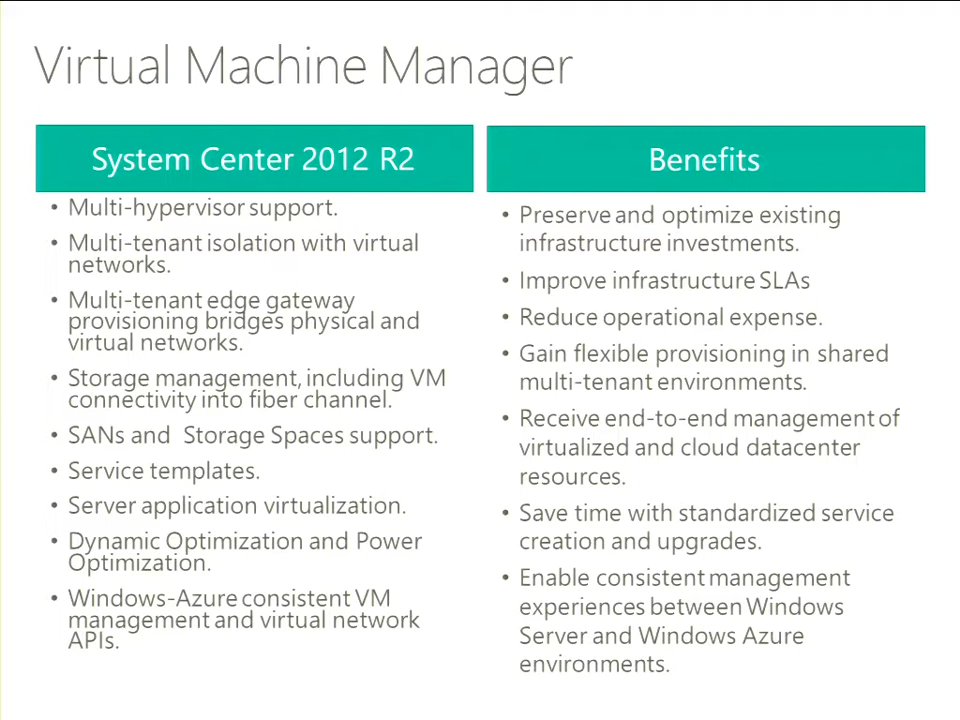 Virtual Machine Manager
System Center 2012 R2
• Multi-hypervisor support.
• Multi-tenant isolation with virtual
networks.
• Multi-tenant edge gateway
provisioning bridges physical and
virtual networks.
• Storage management, including VM
connectivity into fiber channel.
• SANs and Storage Spaces support.
• Service templates.
• Server application virtualization.
• Dynamic Optimization and Power
Optimization.
• Windows-Azure consistent VM
management and virtual network
APIs.
Benefits
• Preserve and optimize existing
infrastructure investments.
• Improve infrastructure SLAs
• Reduce operational expense.
• Gain flexible provisioning in shared
multi-tenant environments.
• Receive end-to-end management of
virtualized and cloud datacenter
resources.
• Save time with standardized service
creation and upgrades.
• Enable consistent management
experiences between Windows
Server and Windows Azure
environments.